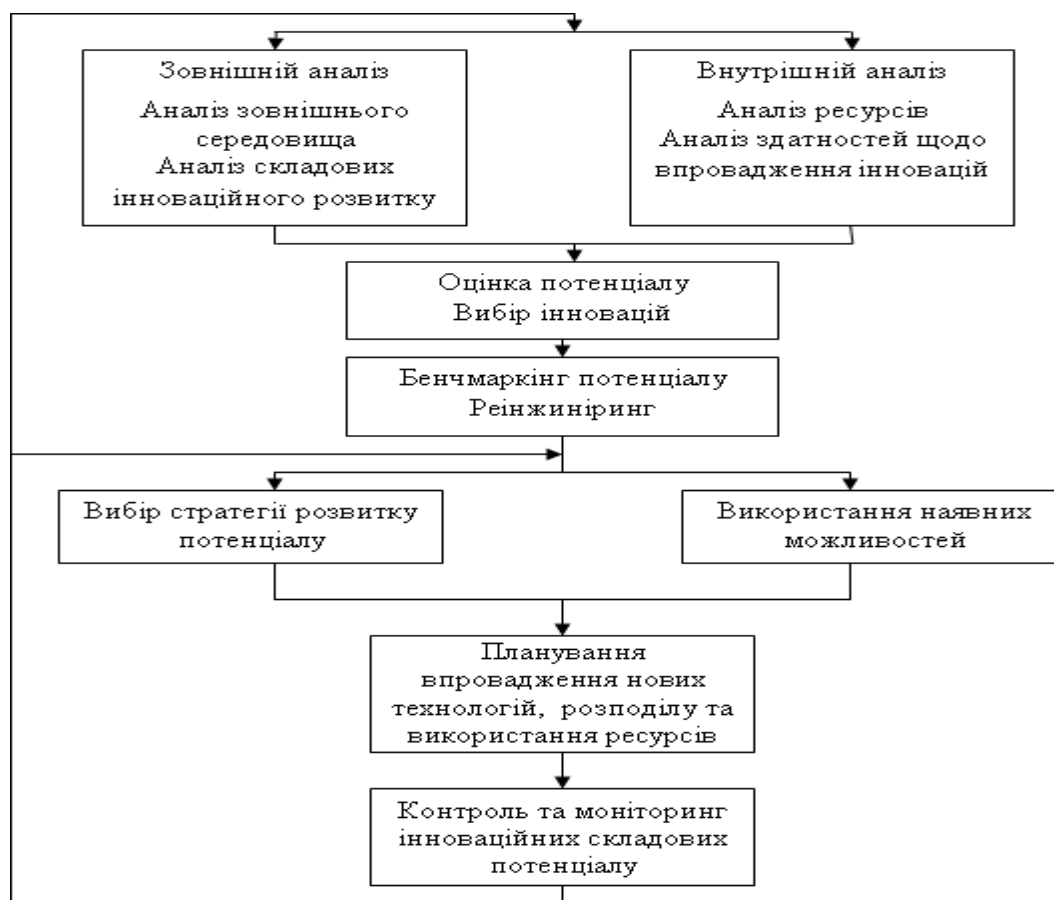 Зовнішній аналіз
Аналіз зовнішнього
середовища
Аналіз складових
інноваційного розвитку
Внутрішній аналіз
Аналіз ресурсів
Аналіз здатностей щодо
впровадження інновацій
Оцінка потенціалу
Вибір інновацій
Бенчмаркінг потенціалу
Реінжиніринг
Вибір стратегії розвитку
потенціалу
Використання наявних
можливостей
Планування
впровадження нових
технологій, розподілу та
використання ресурсів
Контроль та моніторинг
інноваційних складових
потенціалу